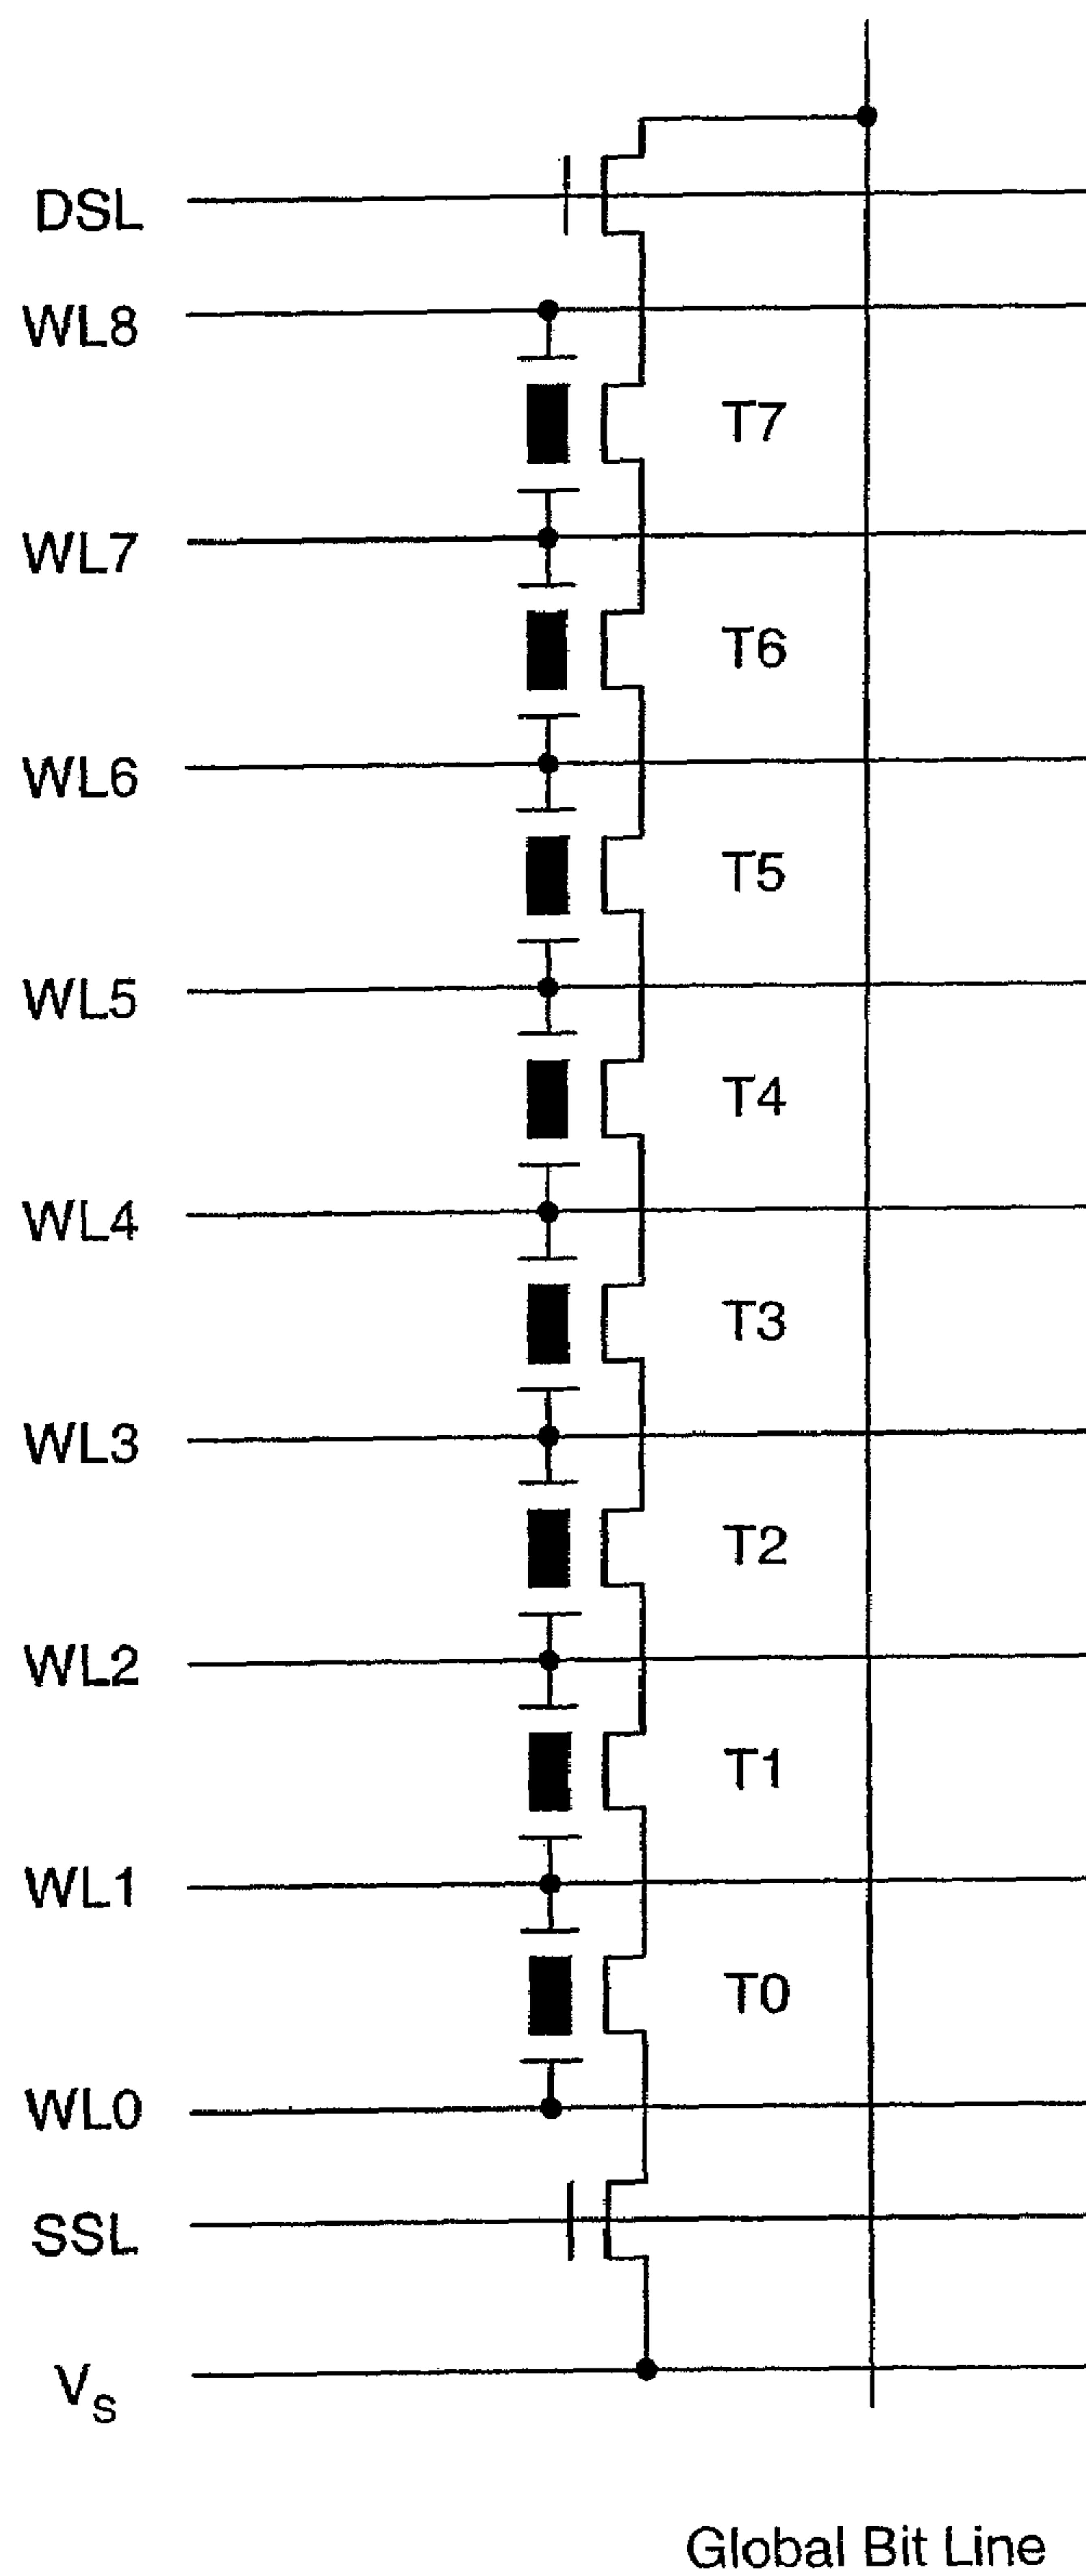 DSL
WL8
T7
WL7
T6
WL6
T5
WL5
T4
WL4
T3
WL3
T2
WL2
T1
WL1
T0
WL0
SSL
VS
Global Bit Line